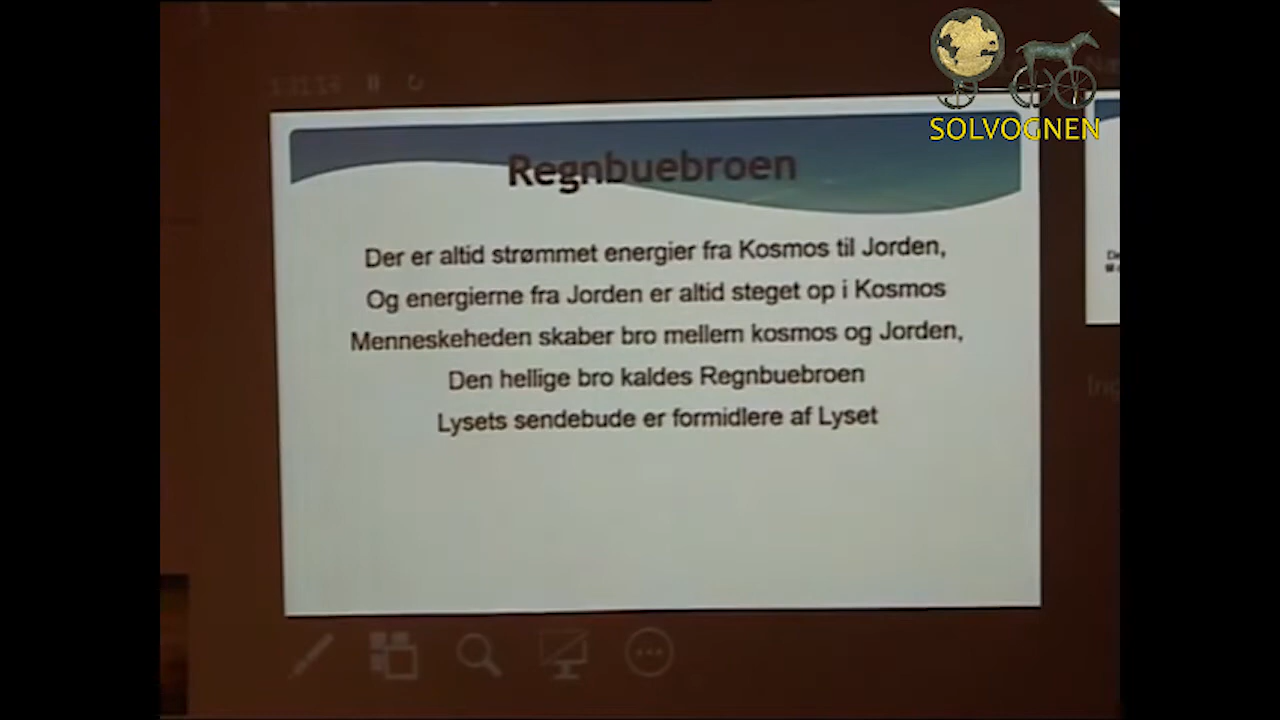 SOLVOGNEN
Regnbuebroen
Der er altid strømmet energier fra Kosmos til Jorden,
Og energierne fra Jorden er altid steget op i Kosmos
Menneskeheden skaber bro mellem kosmos og Jorden,
Den hellige bro kaldes Regnbuebroen
Lysets sendebude er formidlere af Lyset